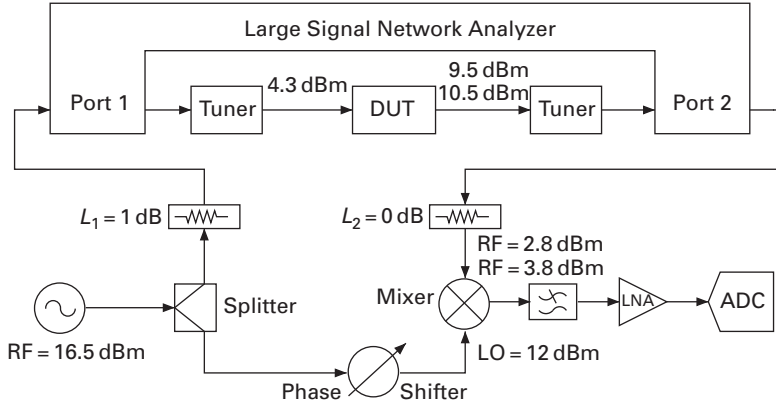 Large Signal Network Analyzer
Port 1
Tuner
4.3 dBm
DUT
9.5 dBm
10.5 dBm
Tuner
Port 2
L₁ = 1 dB
L₂ = 0 dB
RF = 2.8 dBm
RF = 3.8 dBm
Mixer
LNA
ADC
Splitter
RF = 16.5 dBm
LO = 12 dBm
Phase
Shifter